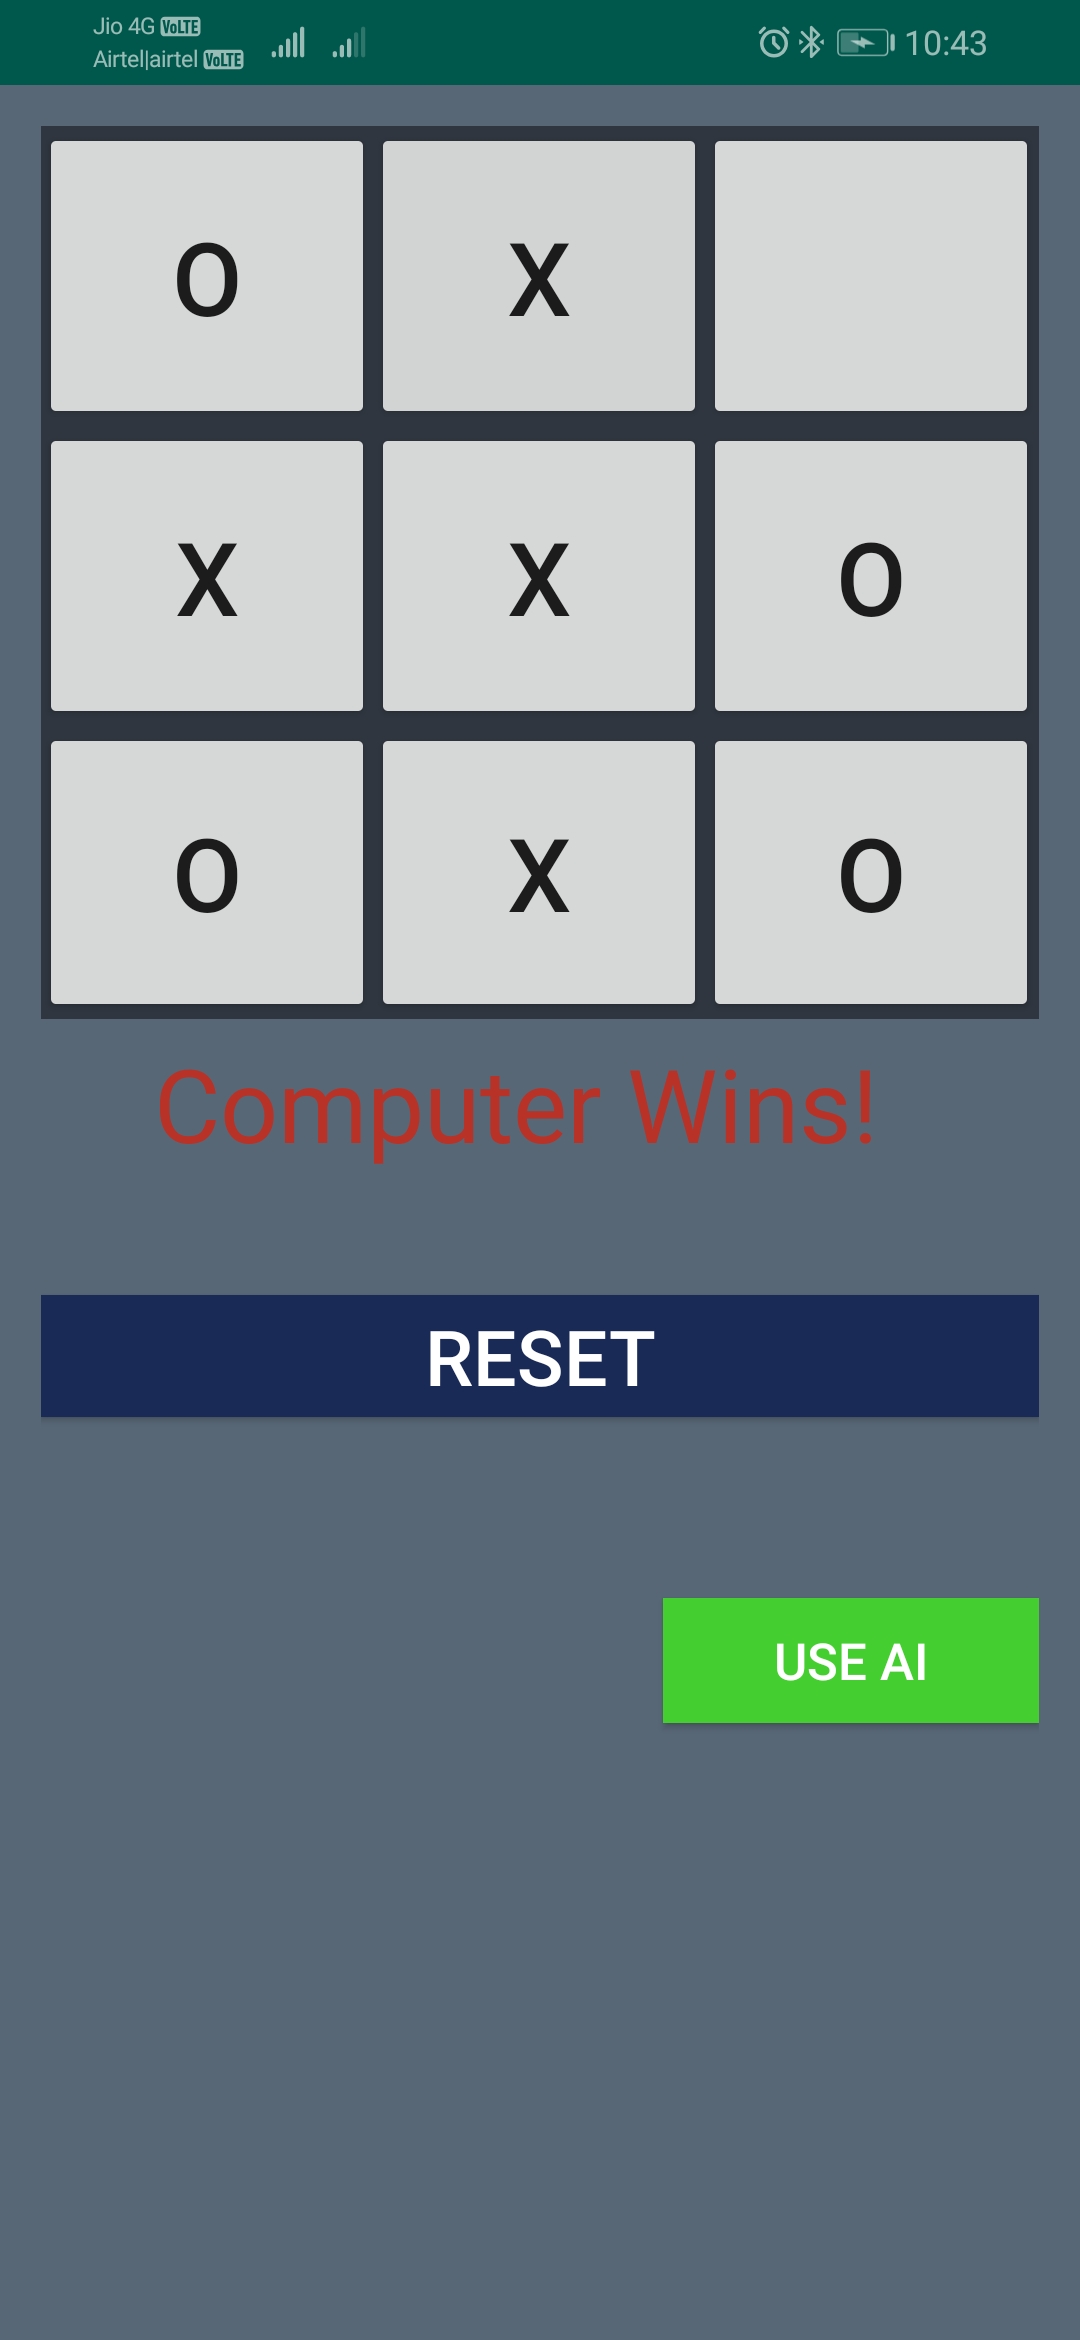 Jio 4G VoLTE
Airtel|airtel VoLTE
10:43
O X
X X O
O X O
Computer Wins!
RESET
USE AI